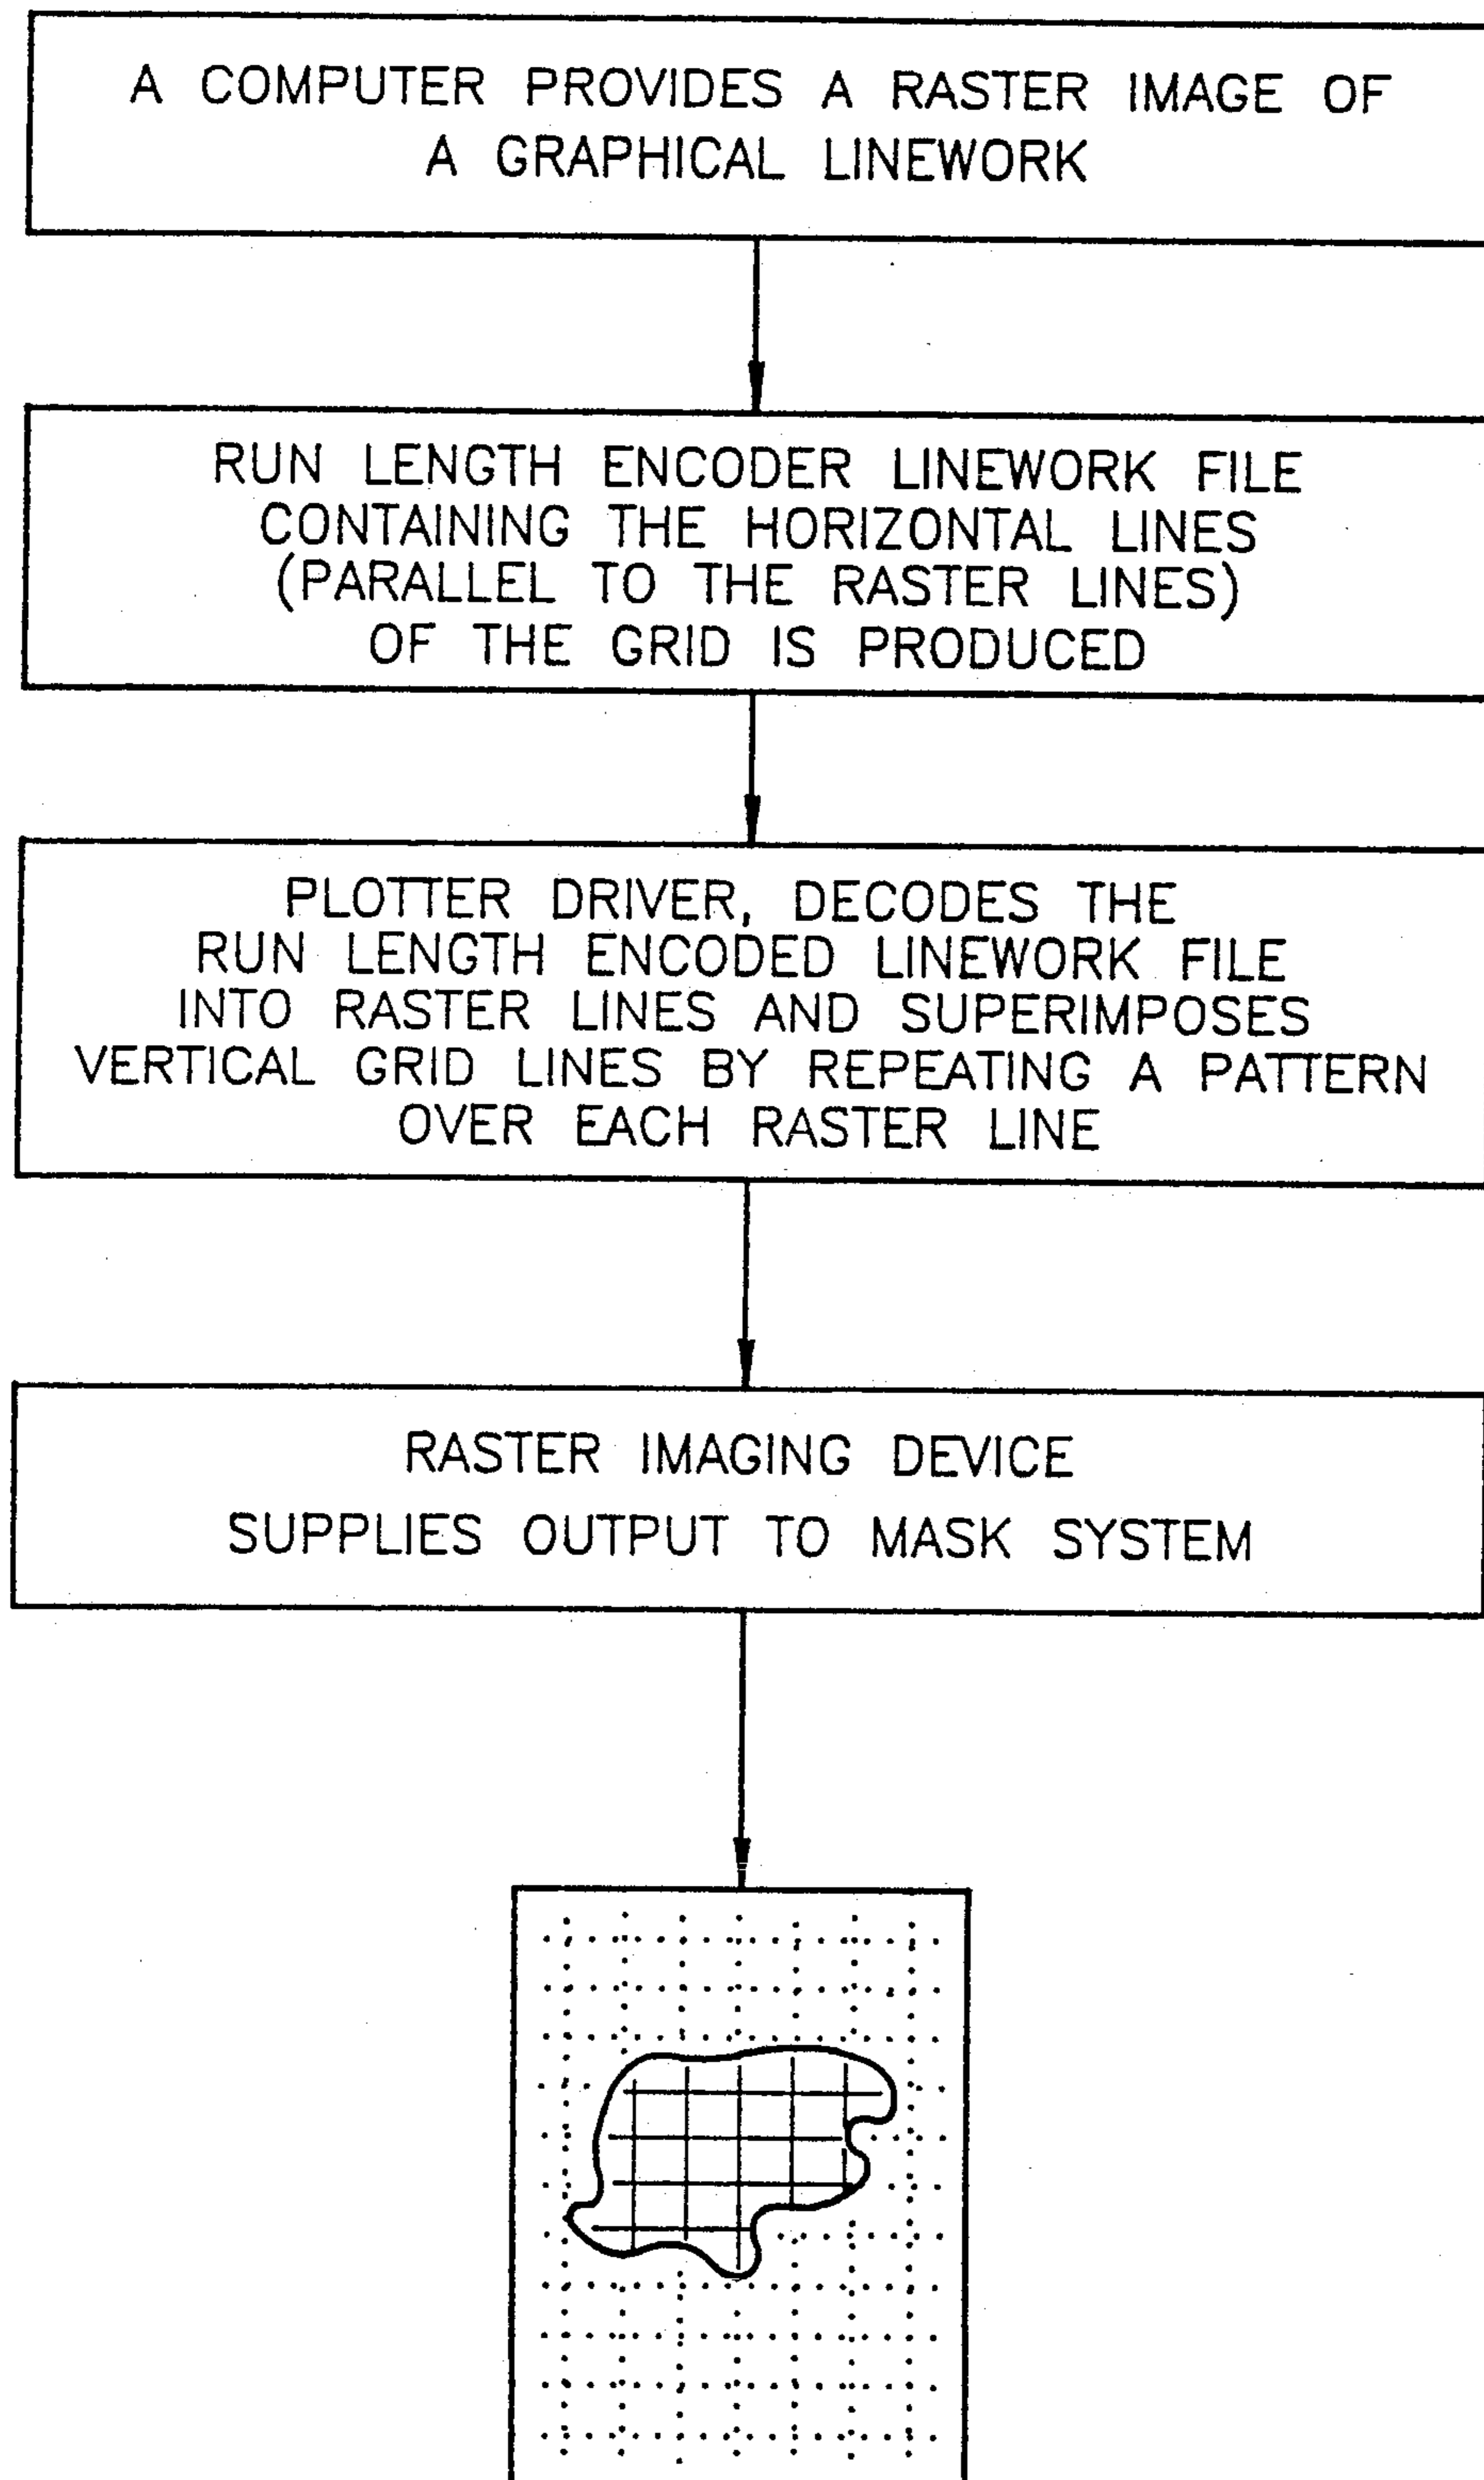 A COMPUTER PROVIDES A RASTER IMAGE OF
A GRAPHICAL LINEWORK
RUN LENGTH ENCODER LINEWORK FILE
CONTAINING THE HORIZONTAL LINES
(PARALLEL TO THE RASTER LINES)
OF THE GRID IS PRODUCED
PLOTTER DRIVER, DECODES THE
RUN LENGTH ENCODED LINEWORK FILE
INTO RASTER LINES AND SUPERIMPOSES
VERTICAL GRID LINES BY REPEATING A PATTERN
OVER EACH RASTER LINE
RASTER IMAGING DEVICE
SUPPLIES OUTPUT TO MASK SYSTEM